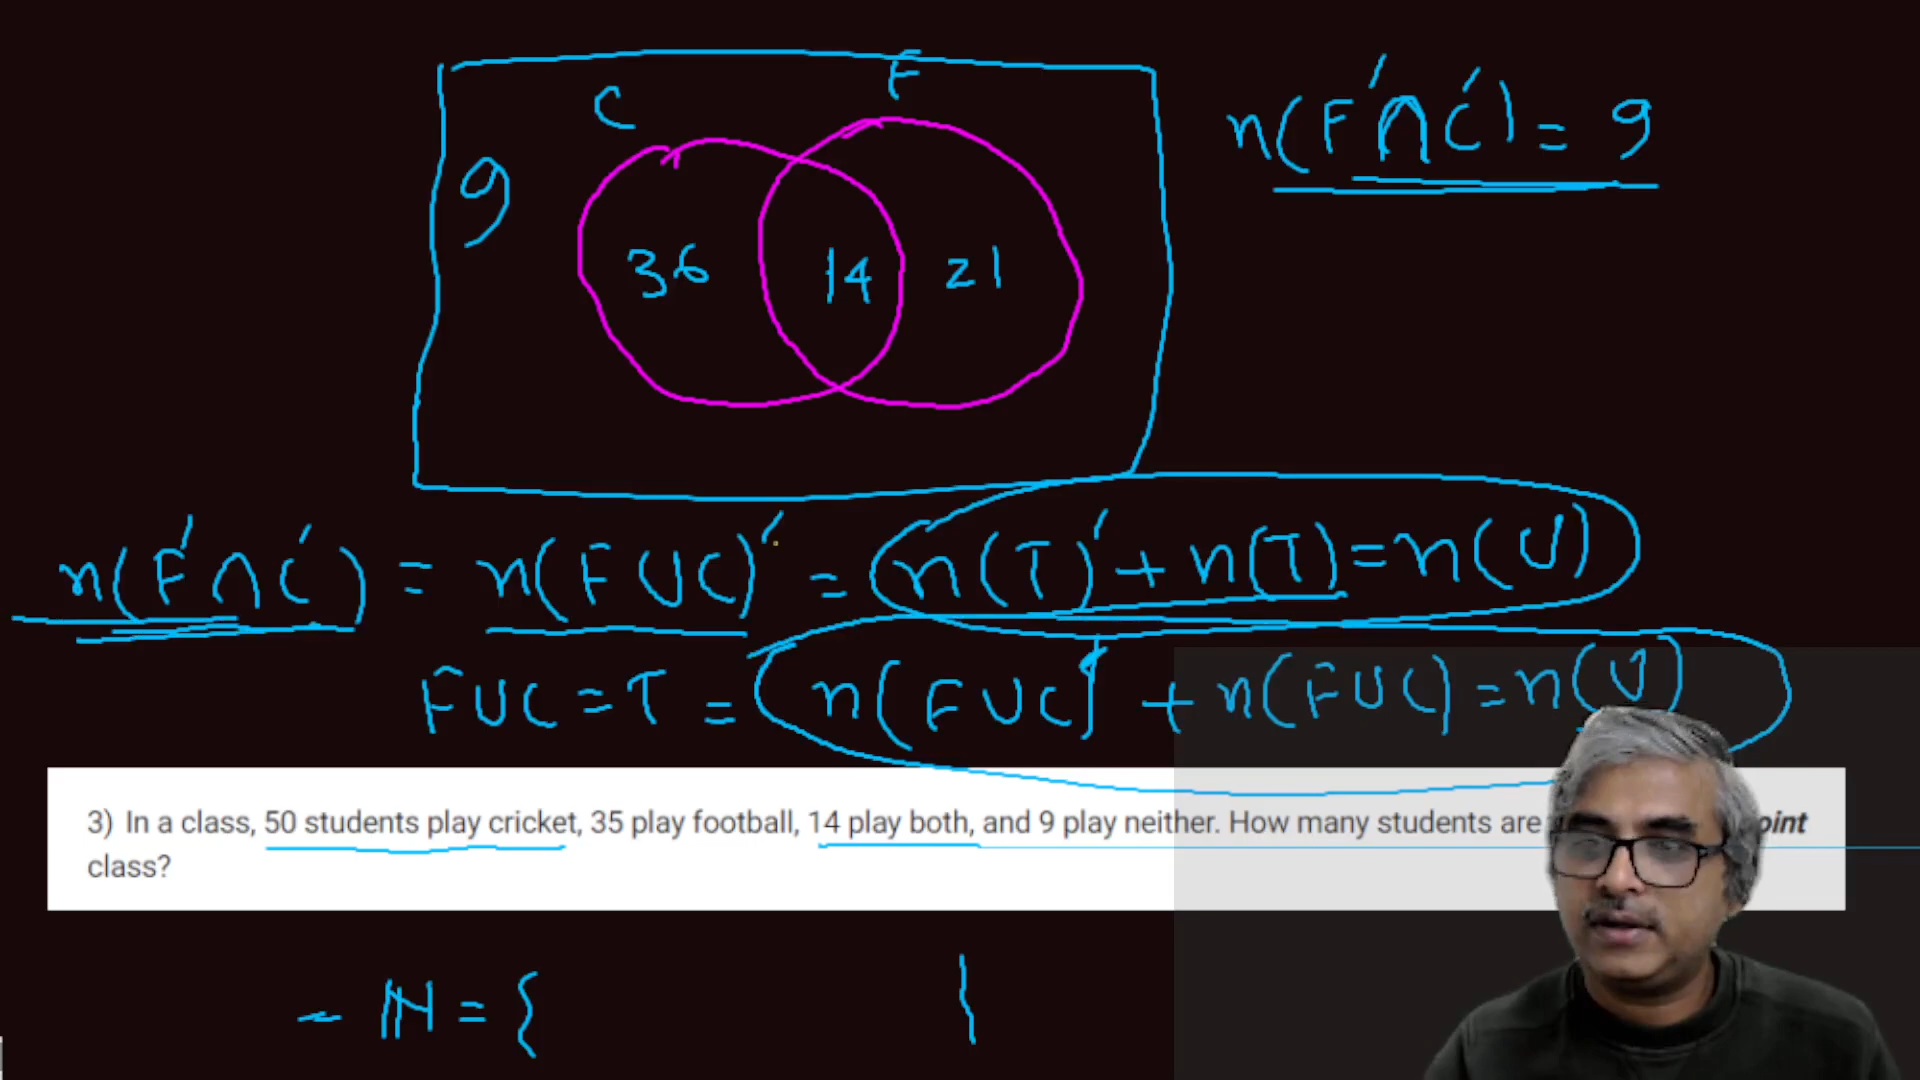 C F
n(F'∩C') = 9
9
36 14 21
n(F'∩C') = n(F∪C)' = n(T)' + n(T) = n(U)
F∪C = T = n(F∪C)' + n(F∪C) = n(U)
3) In a class, 50 students play cricket, 35 play football, 14 play both, and 9 play neither. How many students are oint
class?
- N = { }